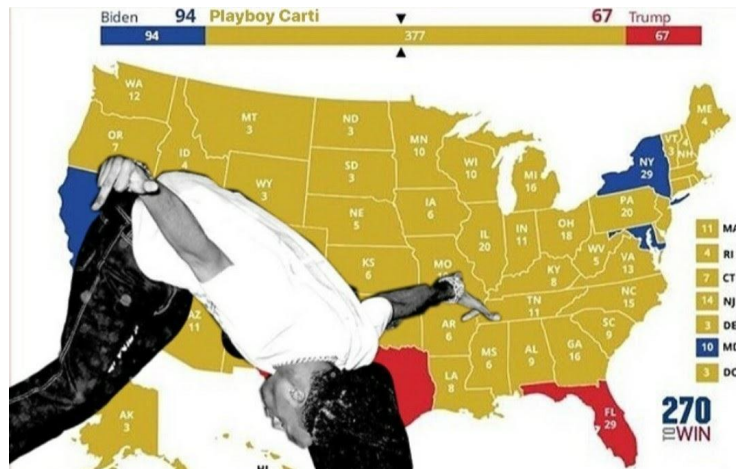 Biden 94 Playboy Carti 67 Trump
94 377 67
WA
12
OR
7
ID
4
MT
3
ND
3
MN
10
SD
3
WY
3
NE
5
KS
6
IA
6
MO
WI
10
MI
16
IL
20
IN
11
OH
18
KY
8
WV
5
VA
13
PA
20
NY
29
VT
3
4
NH
ME
4
NC
15
TN
11
SC
9
GA
16
AL
9
MS
6
AR
6
LA
8
FL
29
AZ
11
AK
3
HI
11 MA
4 RI
7 CT
14 NJ
3 DE
10 MD
3 DC
270
TO WIN